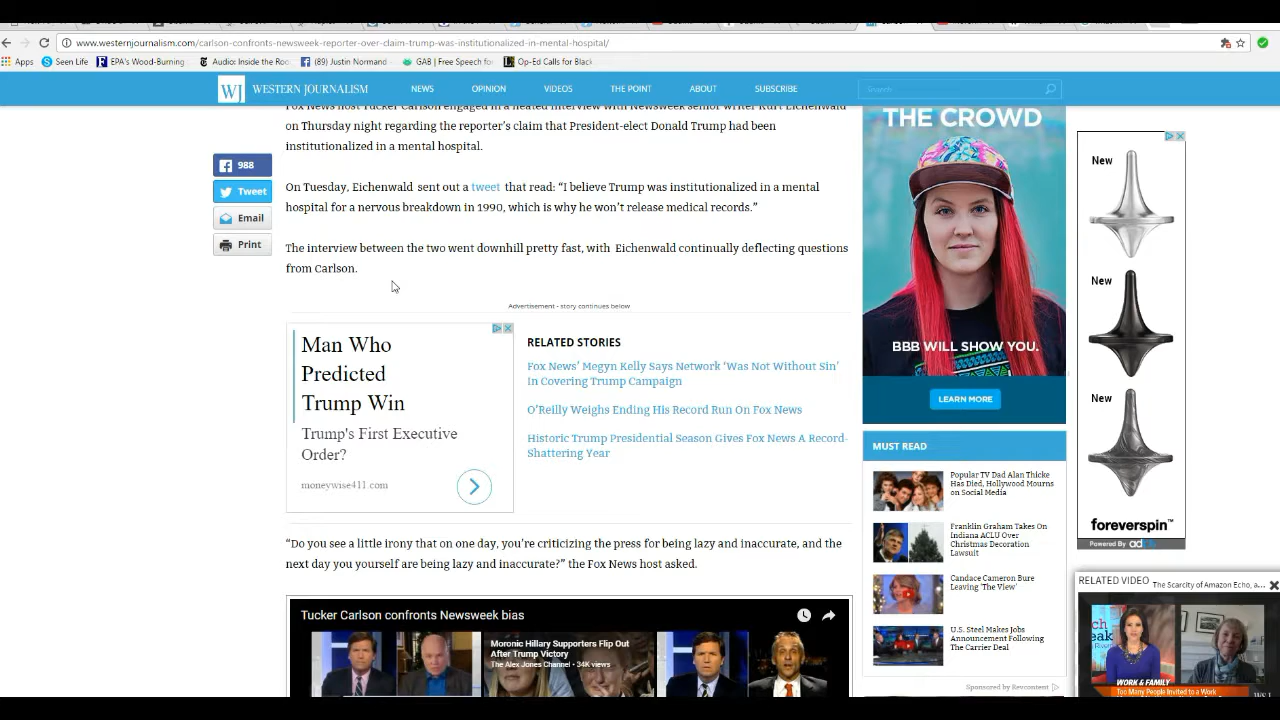 www.westernjournalism.com/carlson-confronts-newsweek-reporter-over-claim-trump-was-institutionalized-in-mental-hospital/
Apps
Seen Life
EPA's Wood-Burning
Audio: Inside the Roo
(89) Justin Normand
GAB | Free Speech fo
Op-Ed Calls for Black
WJ WESTERN JOURNALISM
NEWS
OPINION
VIDEOS
THE POINT
ABOUT
SUBSCRIBE
Search
Fox News host Tucker Carlson engaged in a heated interview with Newsweek senior writer Kurt Eichenwald
on Thursday night regarding the reporter's claim that President-elect Donald Trump had been
institutionalized in a mental hospital.
988
Tweet
Email
Print
On Tuesday, Eichenwald sent out a tweet that read: “I believe Trump was institutionalized in a mental
hospital for a nervous breakdown in 1990, which is why he won't release medical records.”
The interview between the two went downhill pretty fast, with Eichenwald continually deflecting questions
from Carlson.
Advertisement - story continues below
Man Who
Predicted
Trump Win
Trump's First Executive
Order?
moneywise411.com
RELATED STORIES
Fox News' Megyn Kelly Says Network ‘Was Not Without Sin’
In Covering Trump Campaign
O'Reilly Weighs Ending His Record Run On Fox News
Historic Trump Presidential Season Gives Fox News A Record-
Shattering Year
“Do you see a little irony that on one day, you're criticizing the press for being lazy and inaccurate, and the
next day you yourself are being lazy and inaccurate?” the Fox News host asked.
Tucker Carlson confronts Newsweek bias
Moronic Hillary Supporters Flip Out
After Trump Victory
The Alex Jones Channel • 34K views
THE CROWD
BBB WILL SHOW YOU.
LEARN MORE
MUST READ
Popular TV Dad Alan Thicke
Has Died, Hollywood Mourns
on Social Media
Franklin Graham Takes On
Indiana ACLU Over
Christmas Decoration
Lawsuit
Candace Cameron Bure
Leaving 'The View'
U.S. Steel Makes Jobs
Announcement Following
The Carrier Deal
Sponsored by Revcontent
New
New
New
foreverspin™
Powered By
RELATED VIDEO
The Scarcity of Amazon Echo, a...
WORK & FAMILY
Too Many People Invited to a Work